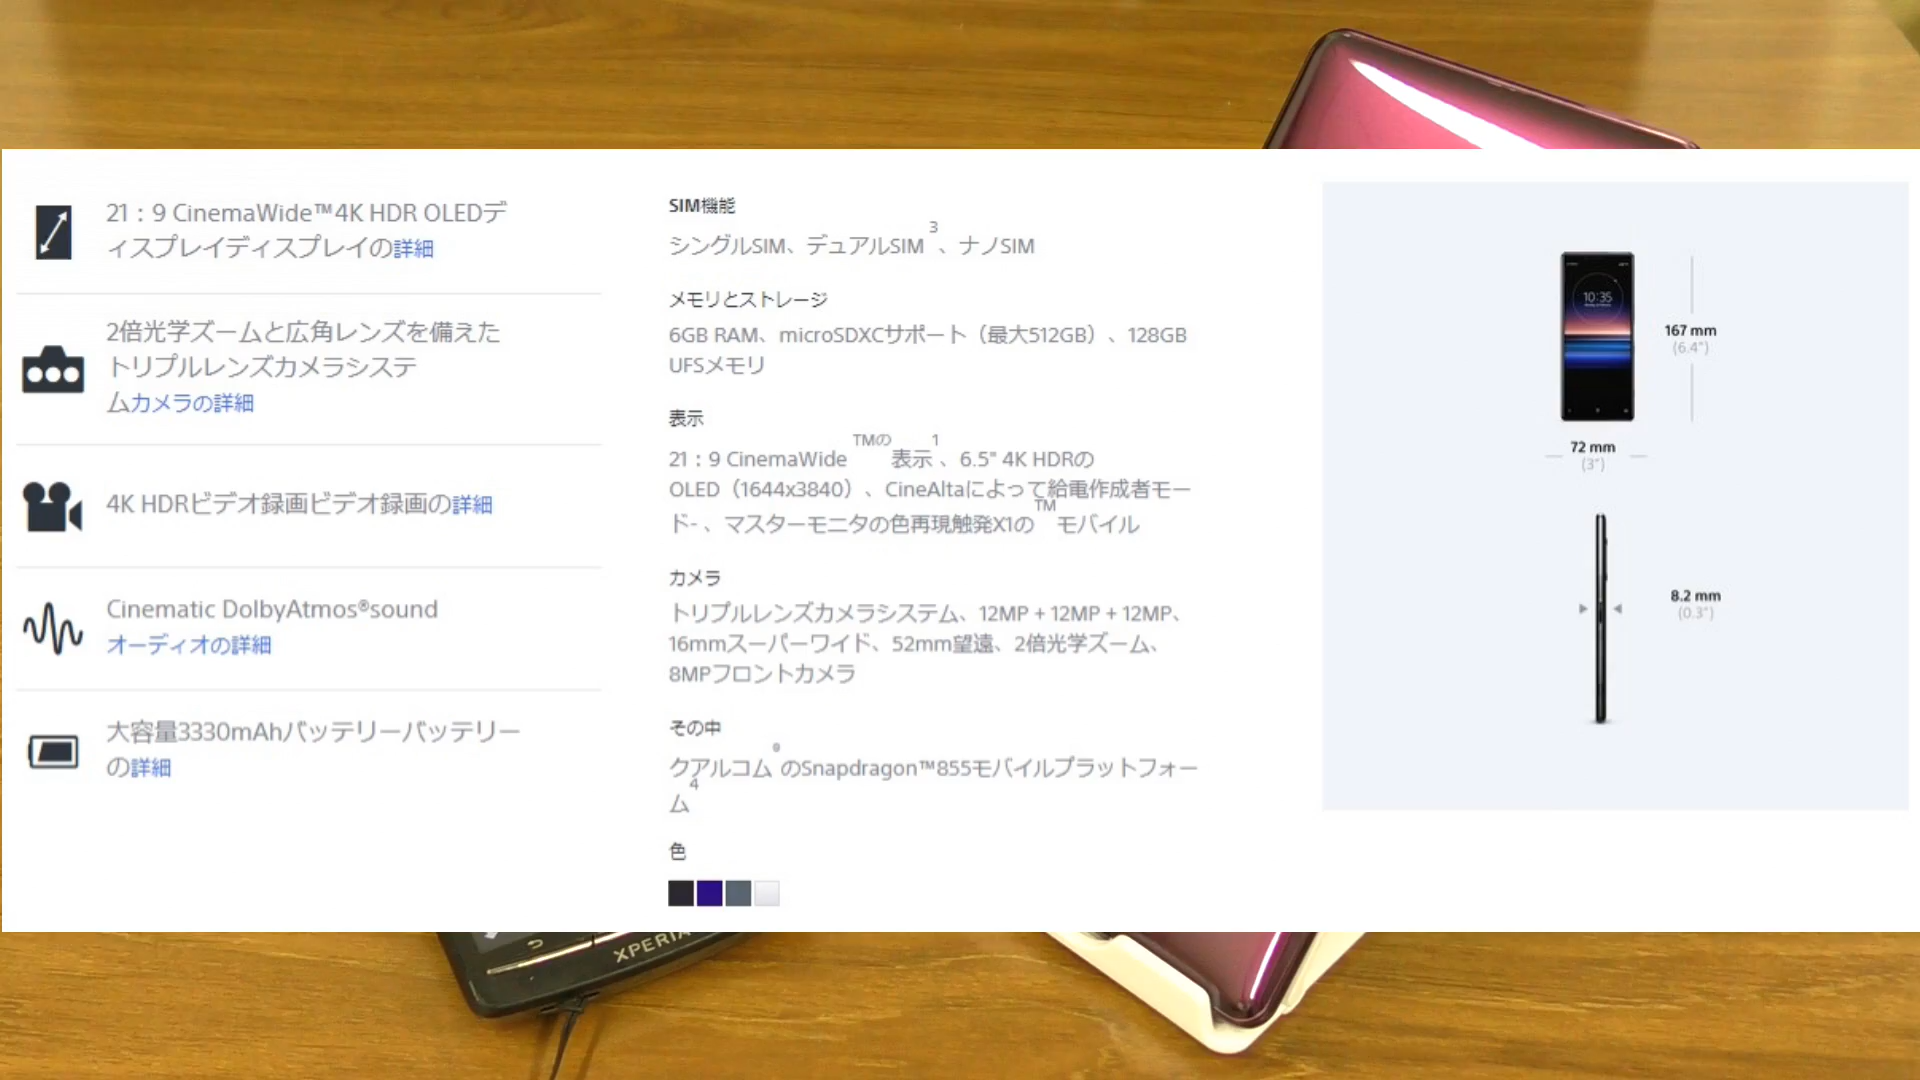 21：9 CinemaWide™4K HDR OLEDデ
ィスプレイディスプレイの詳細
2倍光学ズームと広角レンズを備えた
トリプルレンズカメラシステ
ムカメラの詳細
4K HDRビデオ録画ビデオ録画の詳細
Cinematic DolbyAtmos®sound
オーディオの詳細
大容量3330mAhバッテリーバッテリー
の詳細
SIM機能
シングルSIM、デュアルSIM 3、ナノSIM
メモリとストレージ
6GB RAM、microSDXCサポート（最大512GB）、128GB
UFSメモリ
表示
21：9 CinemaWide TMの 表示 1、6.5" 4K HDRの
OLED（1644x3840）、CineAltaによって給電作成者モー
ド- 、マスターモニタの色再現触発X1の TM モバイル
カメラ
トリプルレンズカメラシステム、12MP + 12MP + 12MP、
16mmスーパーワイド、52mm望遠、2倍光学ズーム、
8MPフロントカメラ
その中
クアルコム ® のSnapdragon™855モバイルプラットフォー
ム 4
色
10:35
167 mm
(6.4")
72 mm
(3")
8.2 mm
(0.3")
XPERIA